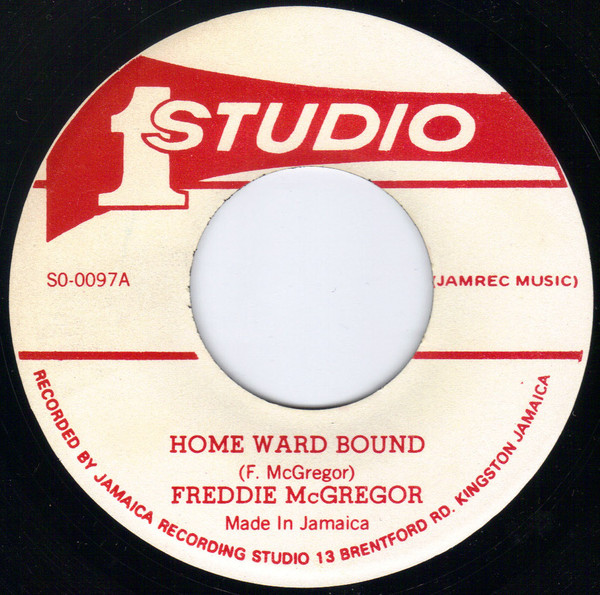 1 STUDIO
SO-0097A
(JAMREC MUSIC)
HOME WARD BOUND
(F. McGregor)
FREDDIE McGREGOR
Made In Jamaica
RECORDED BY JAMAICA RECORDING STUDIO 13 BRENTFORD RD. KINGSTON JAMAICA